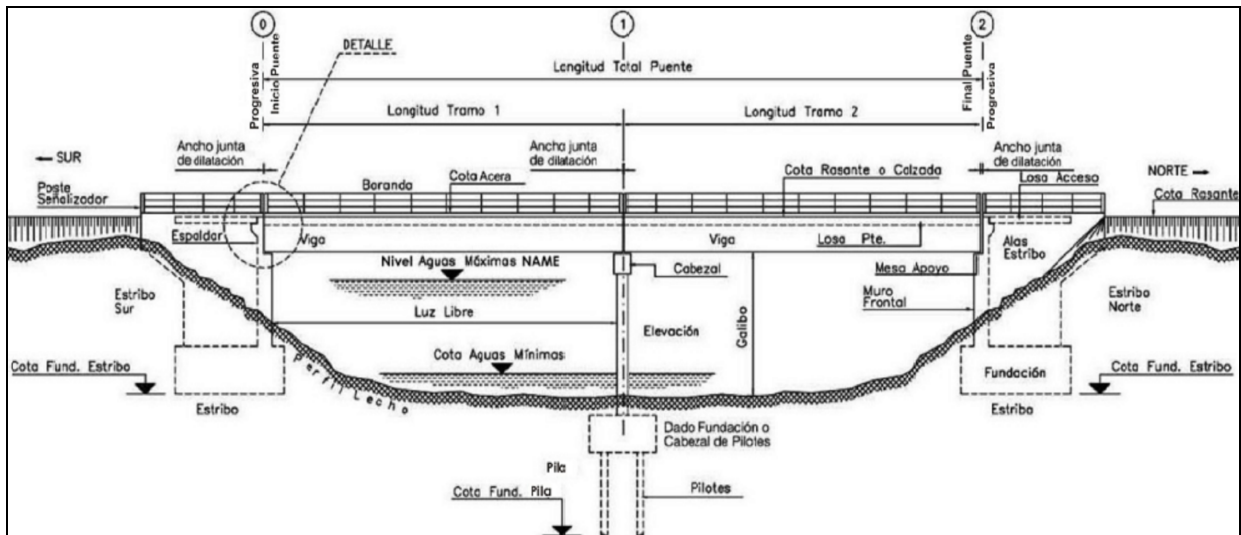 0
1
2
DETALLE
Longitud Total Puente
Progresiva
Inicio Puente
Final Puente
Progresiva
Longitud Tramo 1
Longitud Tramo 2
← SUR
Ancho junta
de dilatación
Ancho junta
de dilatación
Ancho junta
de dilatación
NORTE →
Poste
Señalizador
Baranda
Cota Acera
Cota Rasante o Calzada
Losa Acceso
Cota Rasante
Espaldar
Viga
Viga
Losa Pte.
Alas
Estribo
Nivel Aguas Máximas NAME
Cabezal
Mesa Apoyo
Estribo
Sur
Muro
Frontal
Estribo
Norte
Luz Libre
Elevación
Galibo
Cota Aguas Mínimas
Cota Fund. Estribo
Perfil Lecho
Fundación
Cota Fund. Estribo
Estribo
Estribo
Dado Fundación o
Cabezal de Pilotes
Pila
Cota Fund. Pila
Pilotes